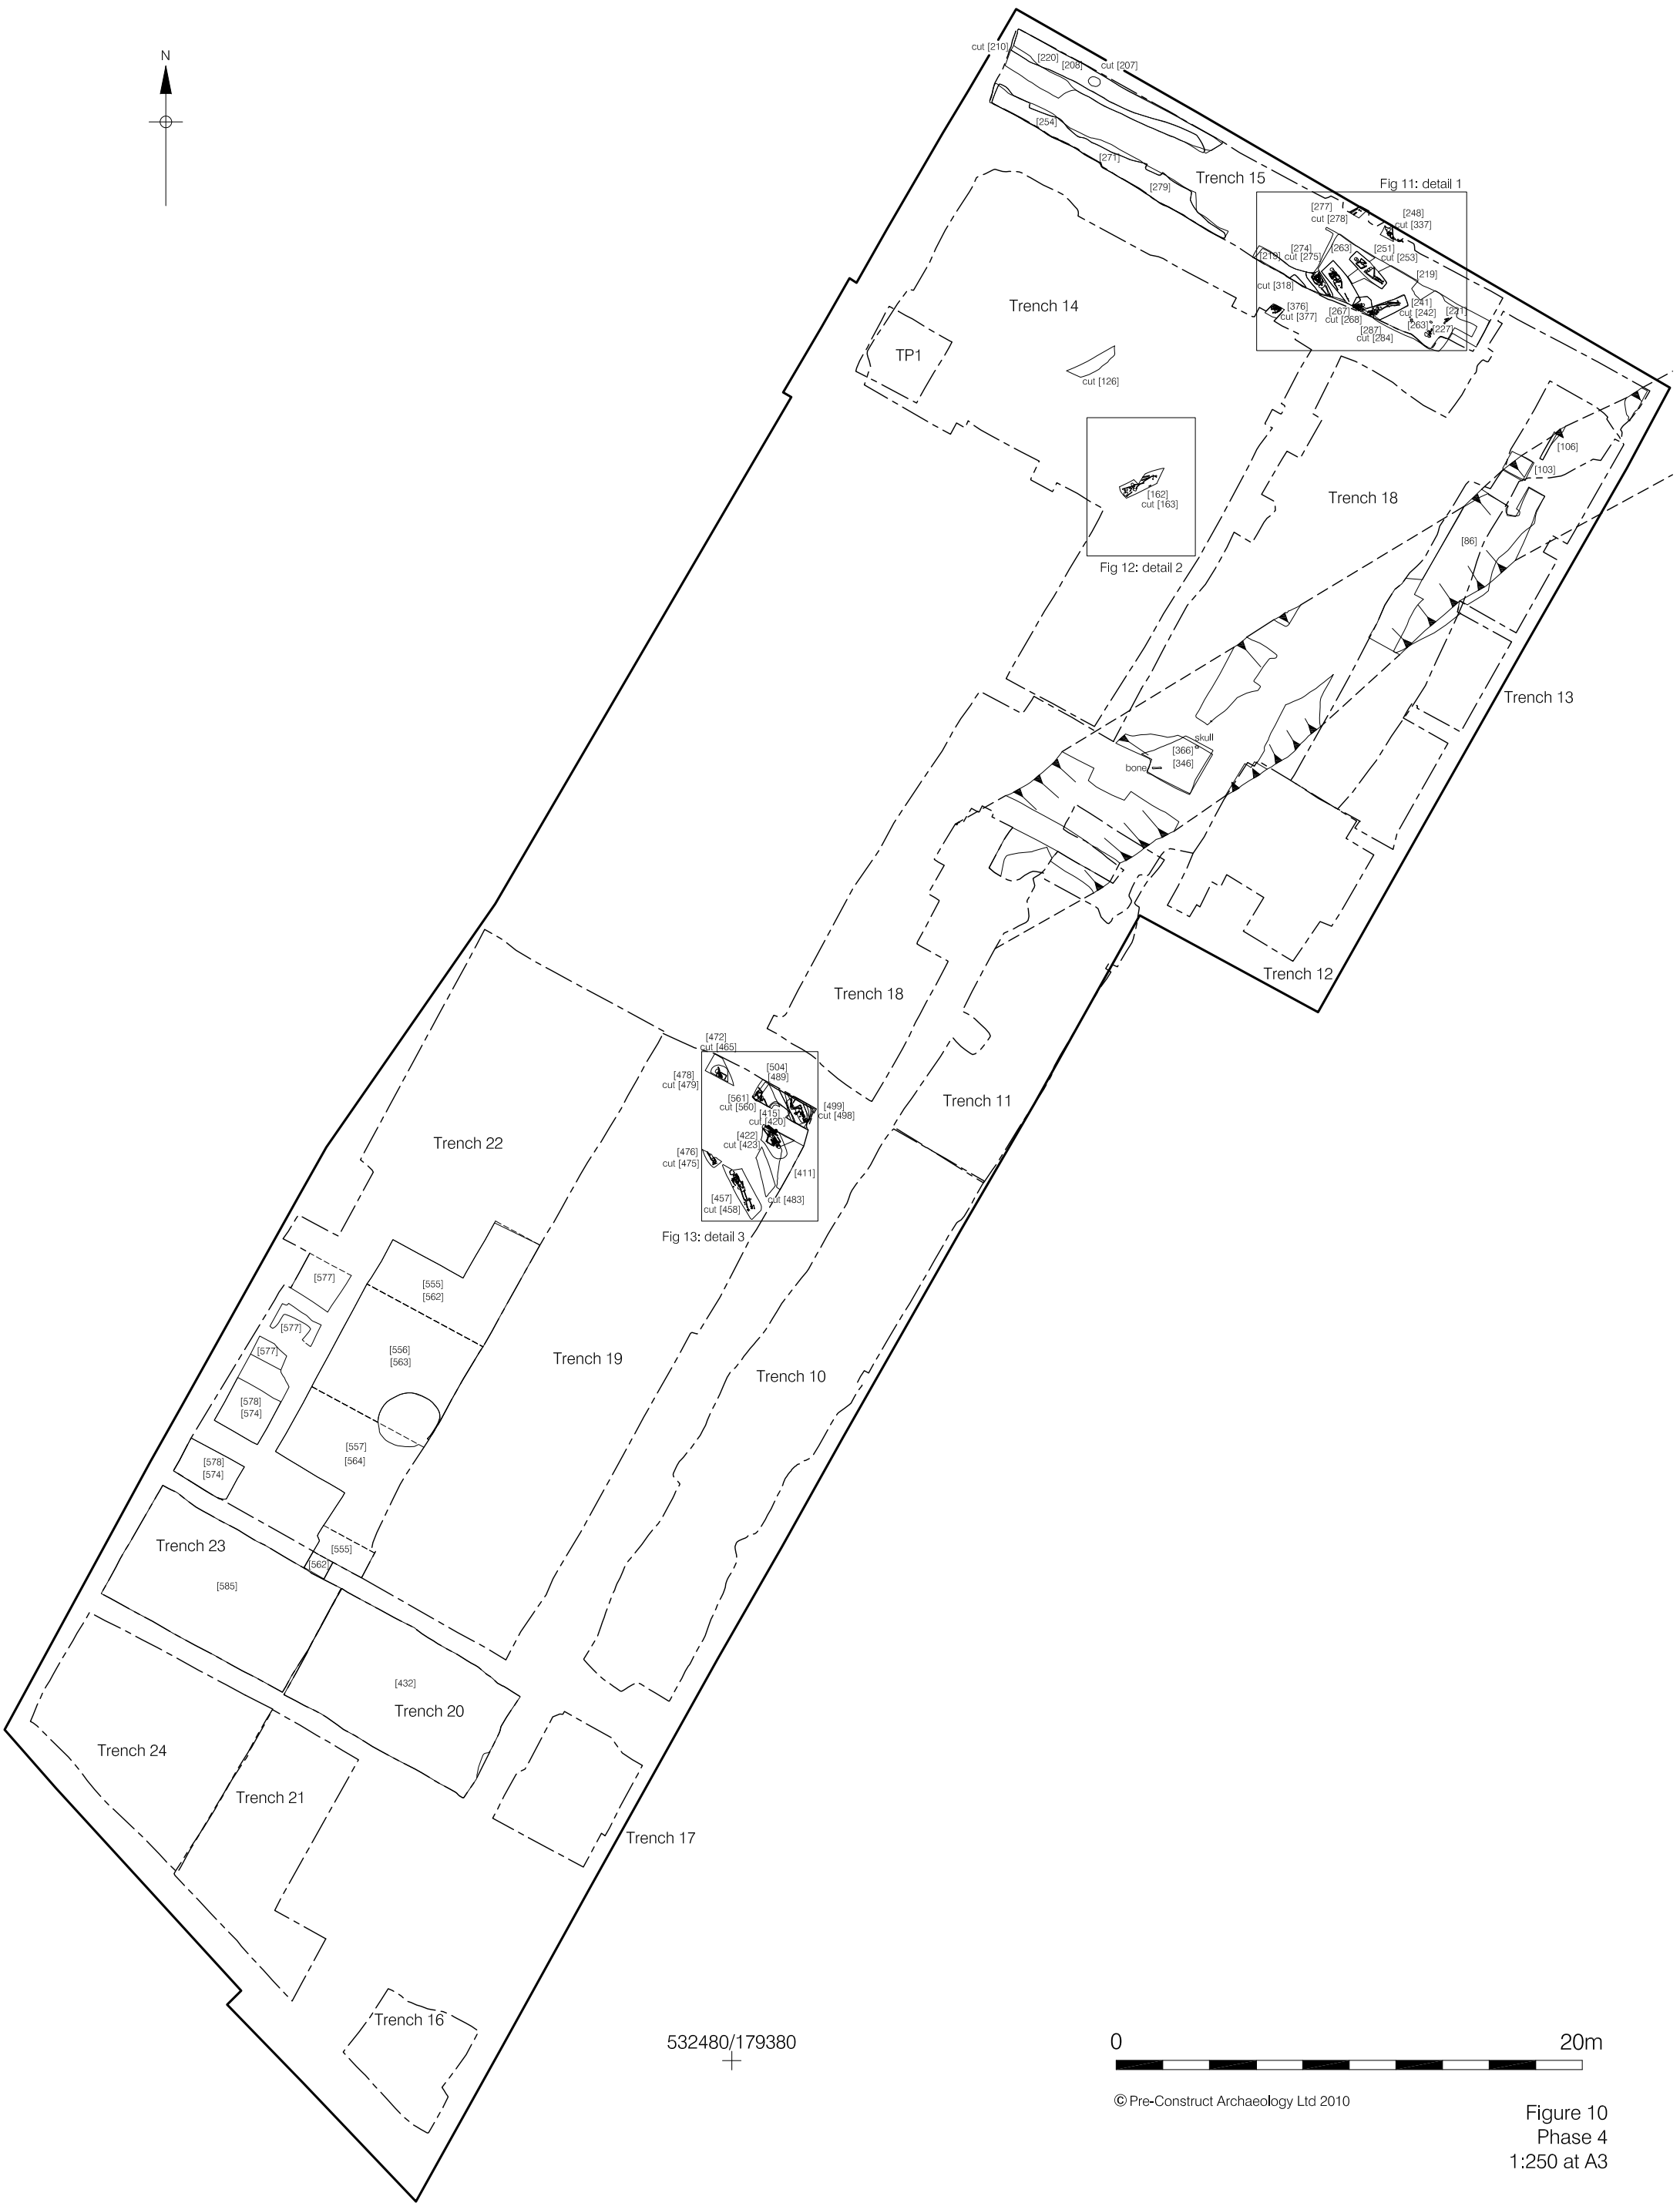 N
cut [210]
[220]
[208]
cut [207]
[254]
[271]
[279]
Trench 15
Fig 11: detail 1
[277]
cut [278]
[248]
cut [337]
[274]
cut [275]
[263]
[251]
cut [253]
[219]
[219]
cut [318]
[376]
cut [377]
[267]
cut [268]
[241]
cut [242]
[221]
[263]
[227]
[287]
cut [284]
Trench 14
TP1
cut [126]
[162]
cut [163]
Fig 12: detail 2
Trench 18
[106]
[103]
[86]
Trench 13
skull
[366]
[346]
bone
Trench 12
Trench 18
[472]
cut [465]
[478]
cut [479]
[504]
[489]
[561]
cut [560]
[499]
cut [498]
[415]
cut [420]
[422]
cut [423]
[476]
cut [475]
[411]
[457]
cut [458]
cut [483]
Fig 13: detail 3
Trench 11
Trench 22
[577]
[577]
[577]
[578]
[574]
[578]
[574]
[555]
[562]
[556]
[563]
[557]
[564]
[555]
[562]
Trench 19
Trench 10
Trench 23
[585]
[432]
Trench 20
Trench 24
Trench 21
Trench 17
Trench 16
532480/179380
0 20m
© Pre-Construct Archaeology Ltd 2010
Figure 10
Phase 4
1:250 at A3